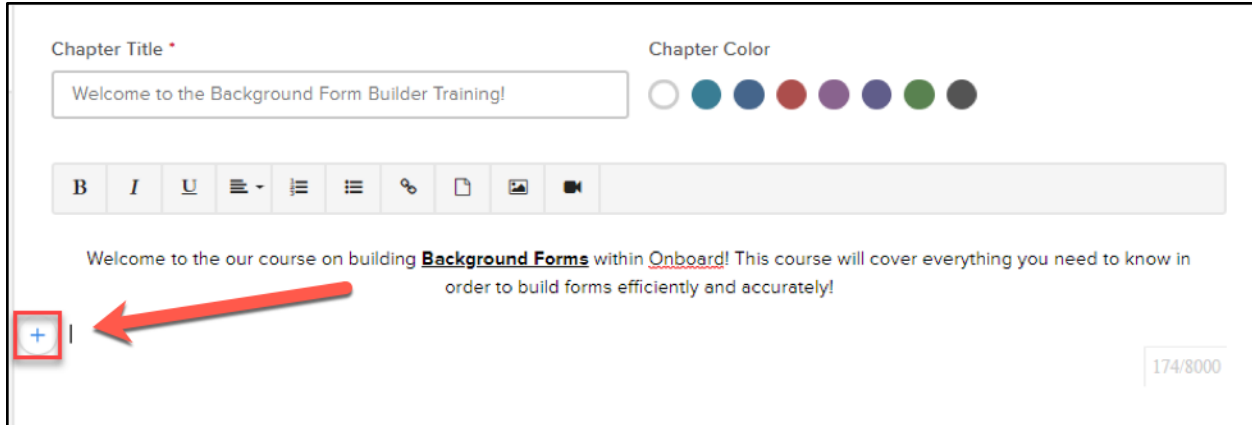 Chapter Title *
Chapter Color
Welcome to the Background Form Builder Training!
B I U
Welcome to the our course on building Background Forms within Onboard! This course will cover everything you need to know in
order to build forms efficiently and accurately!
+
174/8000